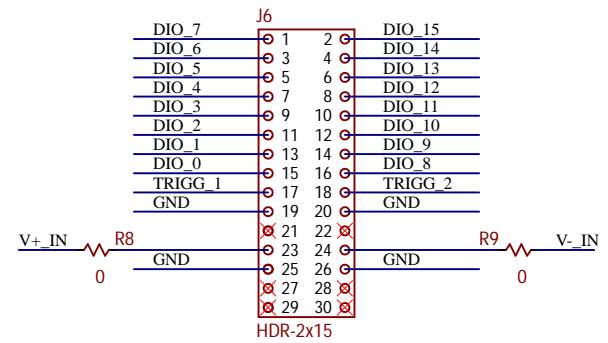 J6
DIO_7 1 2 DIO_15
DIO_6 3 4 DIO_14
DIO_5 5 6 DIO_13
DIO_4 7 8 DIO_12
DIO_3 9 10 DIO_11
DIO_2 11 12 DIO_10
DIO_1 13 14 DIO_9
DIO_0 15 16 DIO_8
TRIGG_1 17 18 TRIGG_2
GND 19 20 GND
21 22
V+_IN R8 23 24 R9 V-_IN
GND 25 26 GND
0 27 28 0
29 30
HDR-2x15